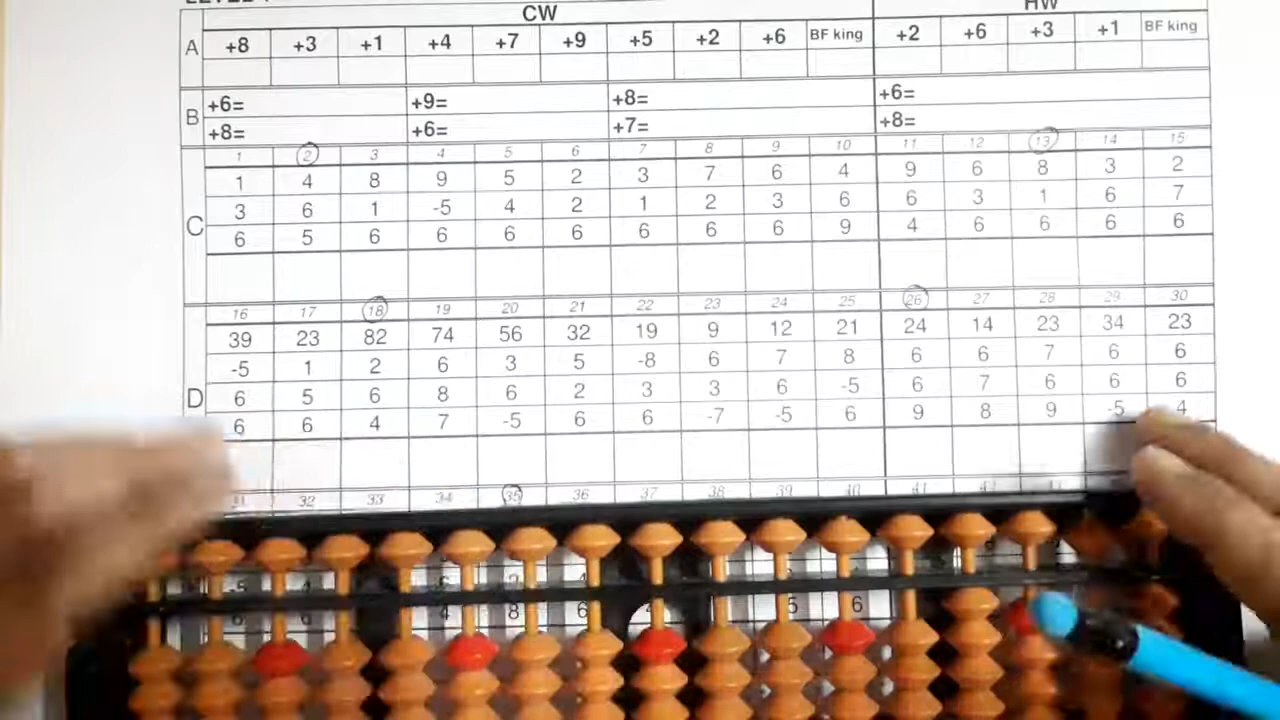 CW HW
A +8 +3 +1 +4 +7 +9 +5 +2 +6 BF king +2 +6 +3 +1 BF king
B +6= +9= +8= +6=
+8= +6= +7= +8=
1 2 3 4 5 6 7 8 9 10 11 12 13 14 15
1 4 8 9 5 2 3 7 6 4 9 6 8 3 2
C 3 6 1 -5 4 2 1 2 3 6 6 3 1 6 7
6 5 6 6 6 6 6 6 6 9 4 6 6 6 6
16 17 18 19 20 21 22 23 24 25 26 27 28 29 30
39 23 82 74 56 32 19 9 12 21 24 14 23 34 23
-5 1 2 6 3 5 -8 6 7 8 6 6 7 6 6
D 6 5 6 8 6 2 3 3 6 -5 6 7 6 6 6
6 6 4 7 -5 6 6 -7 -5 6 9 8 9 -5 4
31 32 33 34 35 36 37 38 39 40 41
4 8 6 5 6